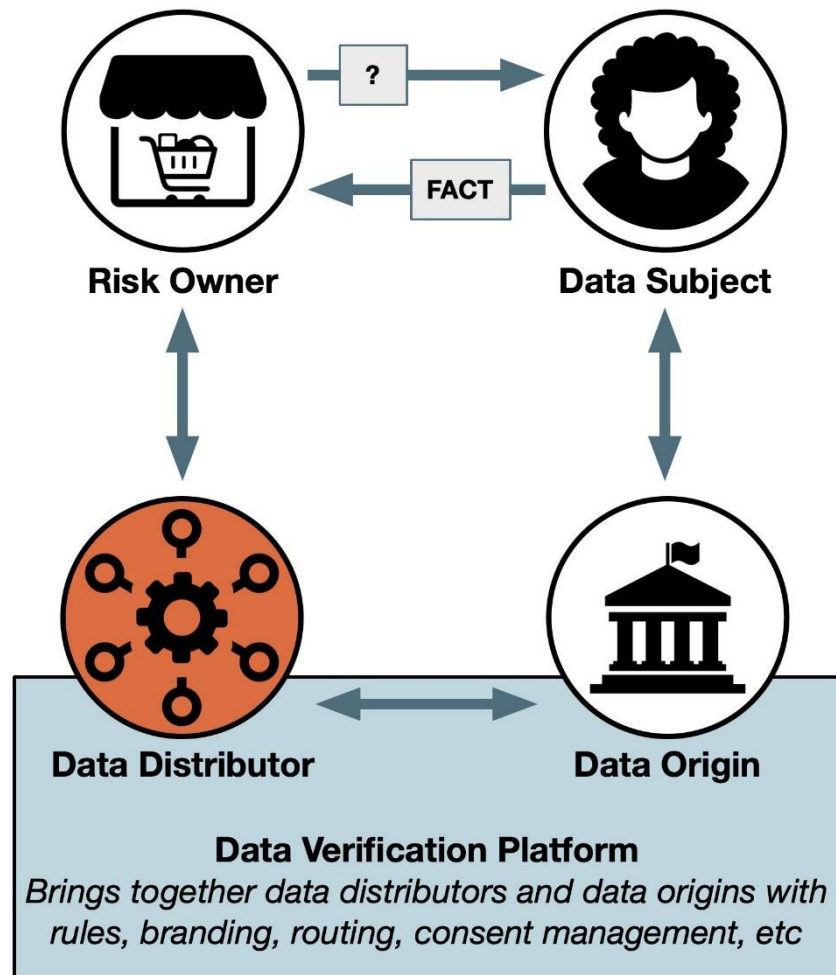 ?
FACT
Risk Owner
Data Subject
Data Distributor
Data Origin
Data Verification Platform
Brings together data distributors and data origins with
rules, branding, routing, consent management, etc